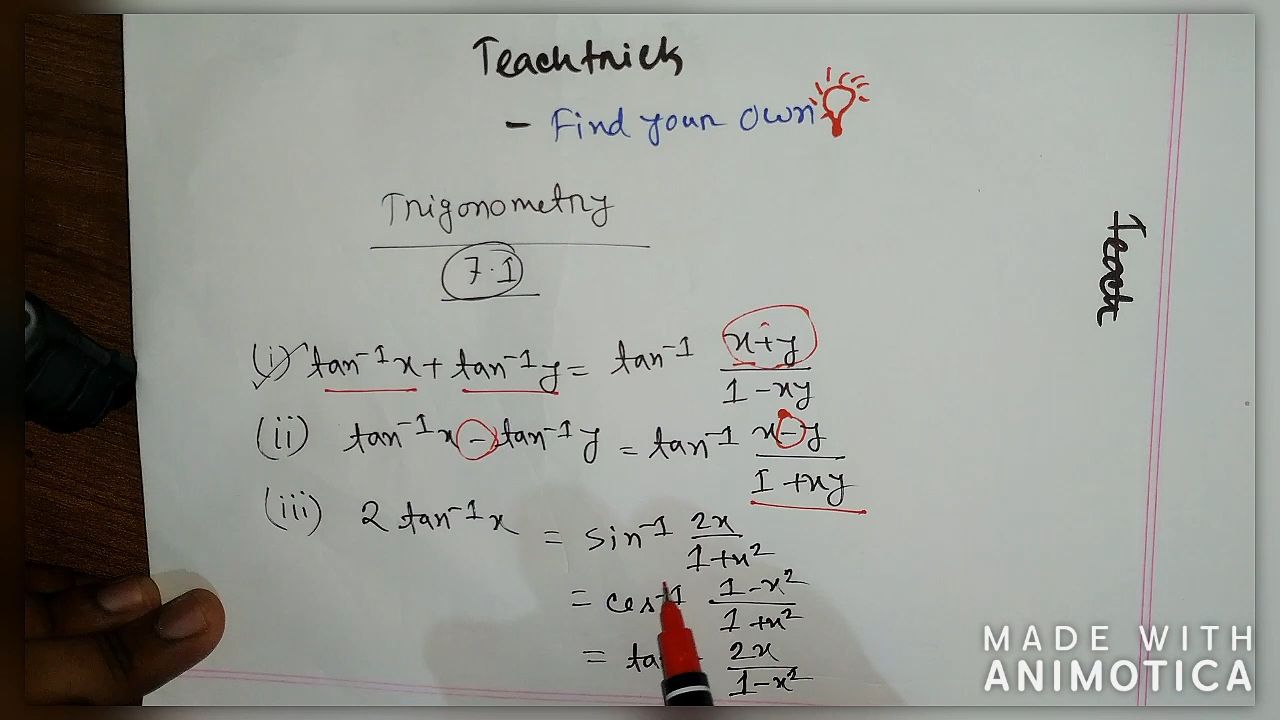 Teachtrick
- Find your own
Trigonometry
7.1
(i) tan⁻¹x + tan⁻¹y = tan⁻¹ (x+y)/(1-xy)
(ii) tan⁻¹x - tan⁻¹y = tan⁻¹ (x-y)/(1+xy)
(iii) 2 tan⁻¹x = sin⁻¹ 2x/(1+x²)
= cos⁻¹ (1-x²)/(1+x²)
= ta 2x/(1-x²)
Teach
MADE WITH
ANIMOTICA